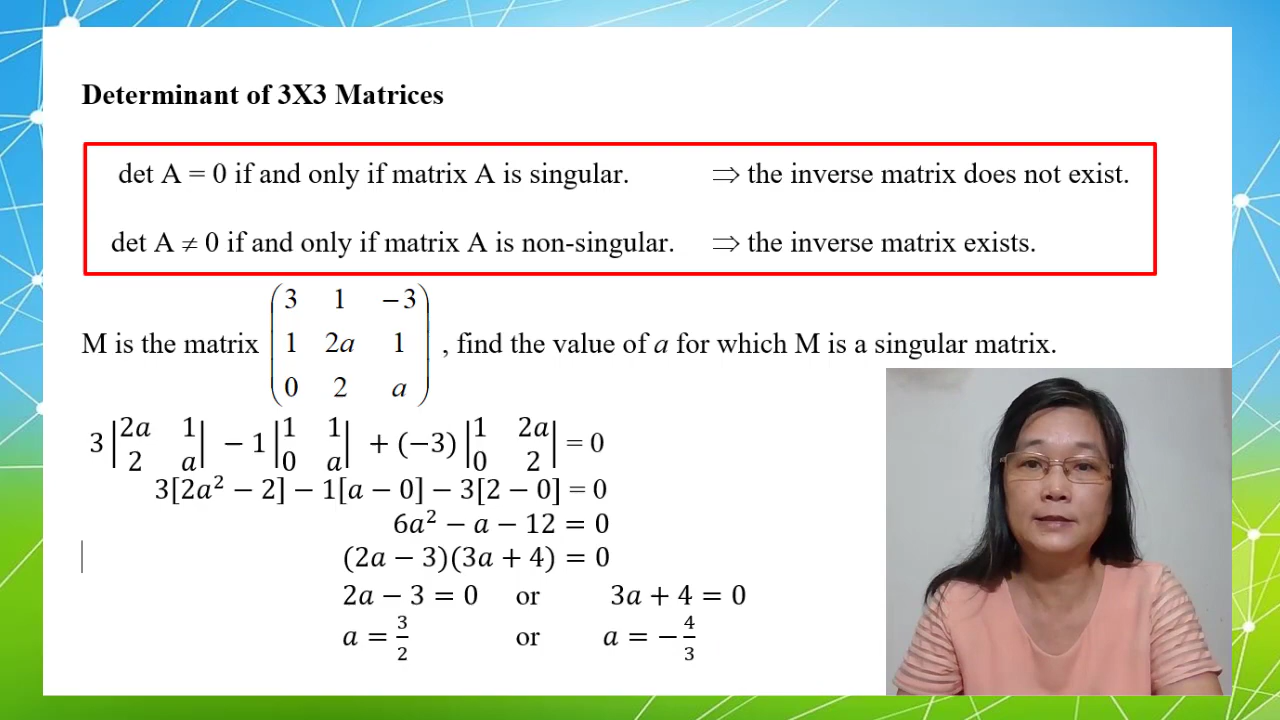 Determinant of 3X3 Matrices
det A = 0 if and only if matrix A is singular. ⇒ the inverse matrix does not exist.
det A ≠ 0 if and only if matrix A is non-singular. ⇒ the inverse matrix exists.
M is the matrix (3 1 −3; 1 2a 1; 0 2 a) , find the value of a for which M is a singular matrix.
3|2a 1; 2 a| − 1|1 1; 0 a| + (−3)|1 2a; 0 2| = 0
3[2a² − 2] − 1[a − 0] − 3[2 − 0] = 0
6a² − a − 12 = 0
(2a − 3)(3a + 4) = 0
2a − 3 = 0 or 3a + 4 = 0
a = 3/2 or a = −4/3